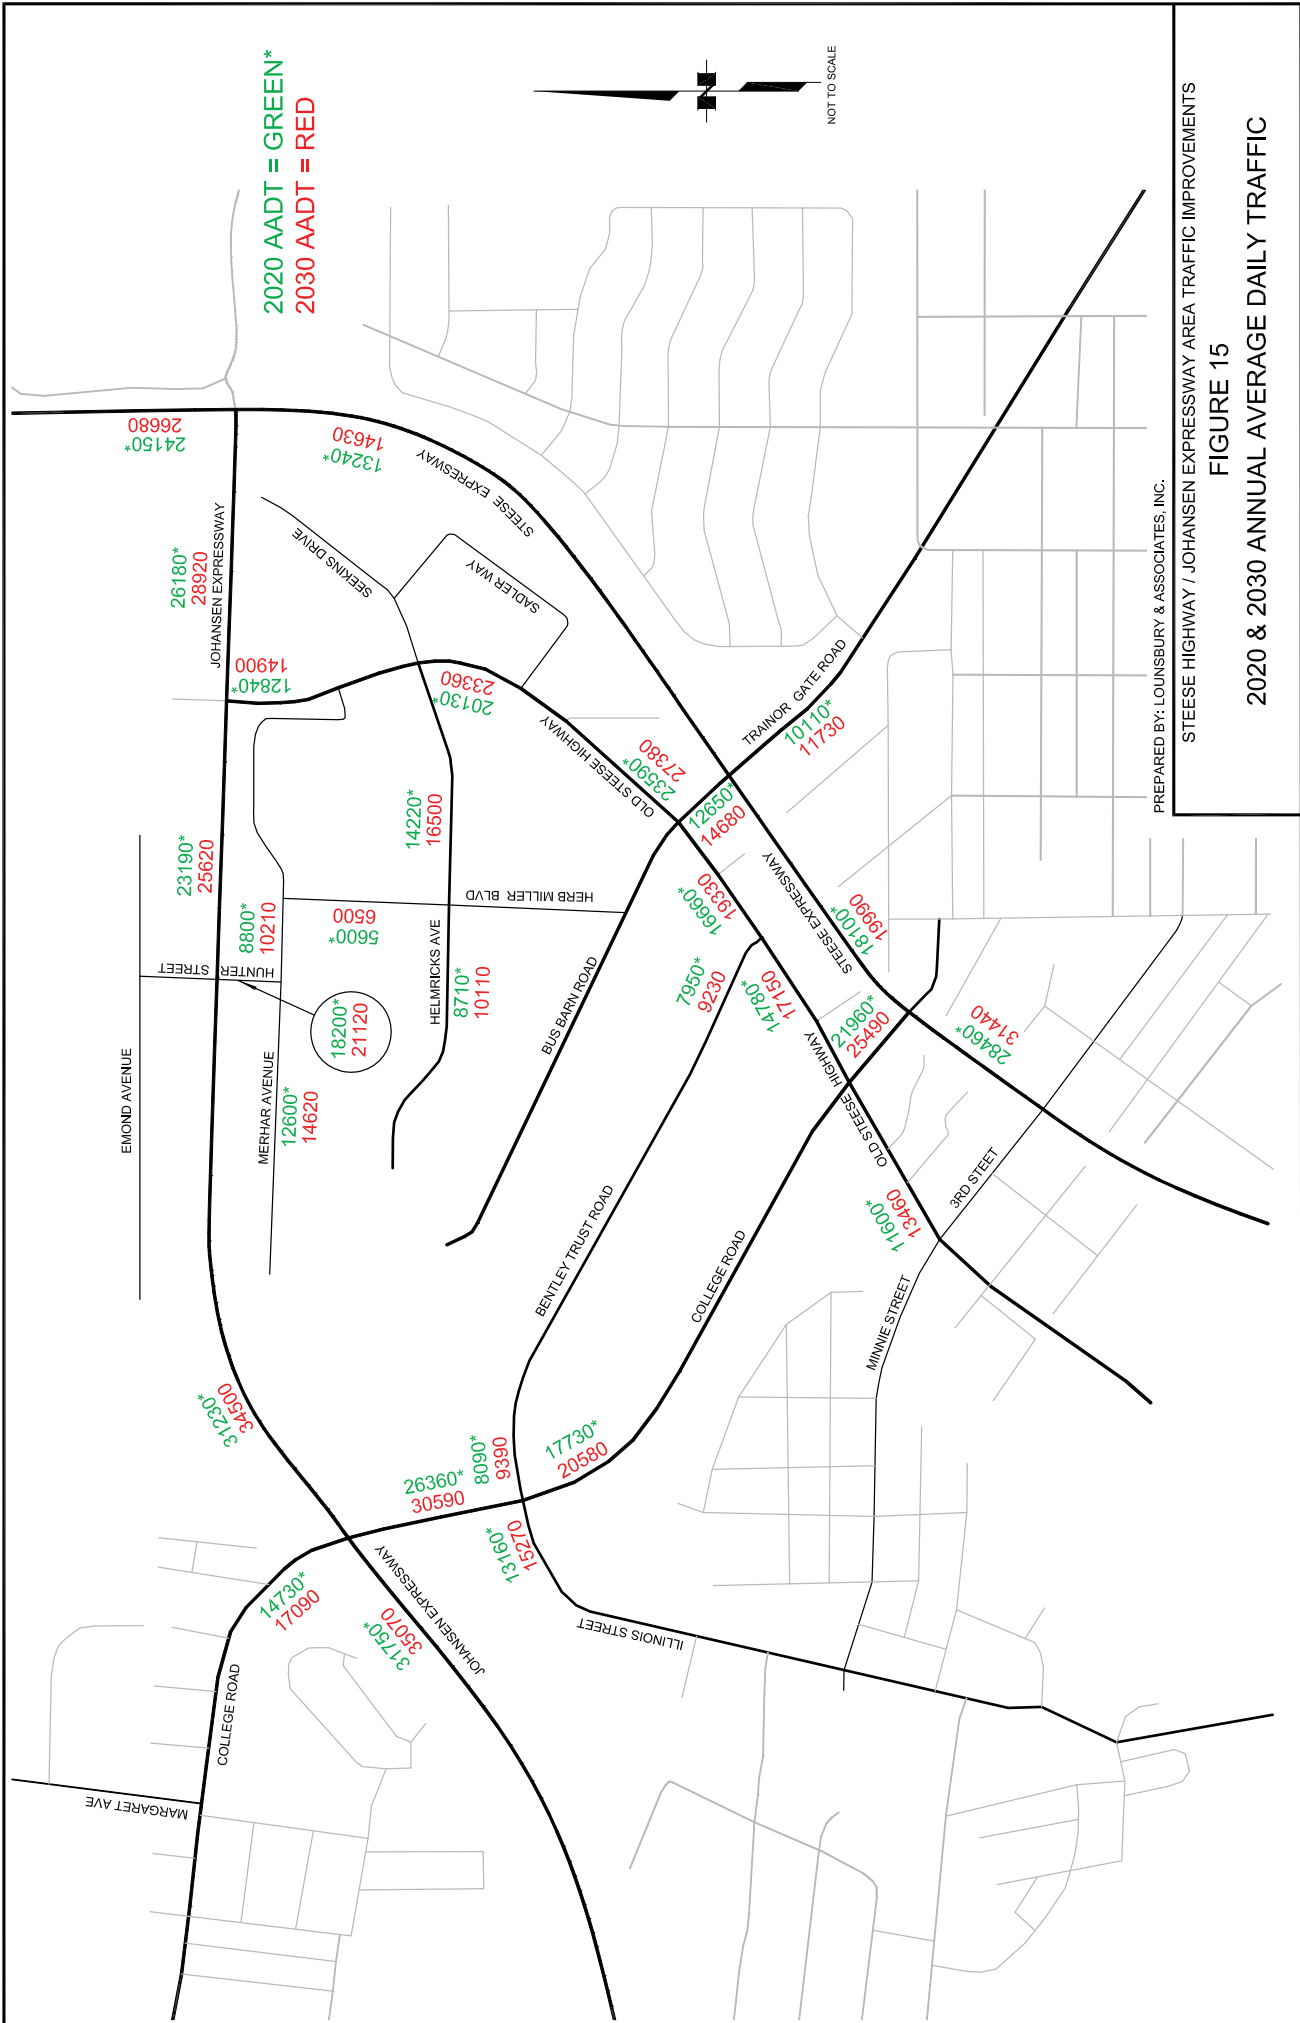 2020 AADT = GREEN*
2030 AADT = RED
NOT TO SCALE
24150*
26680
13240*
14630
STEESE EXPRESSWAY
26180*
28920
JOHANSEN EXPRESSWAY
SEEKINS DRIVE
SADLER WAY
12840*
14900
20130*
23360
OLD STEESE HIGHWAY
23590*
27380
TRAINOR GATE ROAD
10110*
11730
12650*
14680
23190*
25620
14220*
16500
8800*
10210
5600*
6500
HERB MILLER BLVD
HUNTER STREET
HELMRICKS AVE
8710*
10110
18200*
21120
EMOND AVENUE
MERHAR AVENUE
12600*
14620
BUS BARN ROAD
16660*
19330
STEESE EXPRESSWAY
18100*
19990
7950*
9230
14780*
17150
21960*
25490
28460*
31440
OLD STEESE HIGHWAY
11600*
13460
3RD STEET
MINNIE STREET
BENTLEY TRUST ROAD
COLLEGE ROAD
31230*
34500
26360*
30590
8090*
9390
17730*
20580
13160*
15270
14730*
17090
JOHANSEN EXPRESSWAY
31750*
35070
ILLINOIS STREET
COLLEGE ROAD
MARGARET AVE
PREPARED BY: LOUNSBURY & ASSOCIATES, INC.
STEESE HIGHWAY / JOHANSEN EXPRESSWAY AREA TRAFFIC IMPROVEMENTS
FIGURE 15
2020 & 2030 ANNUAL AVERAGE DAILY TRAFFIC